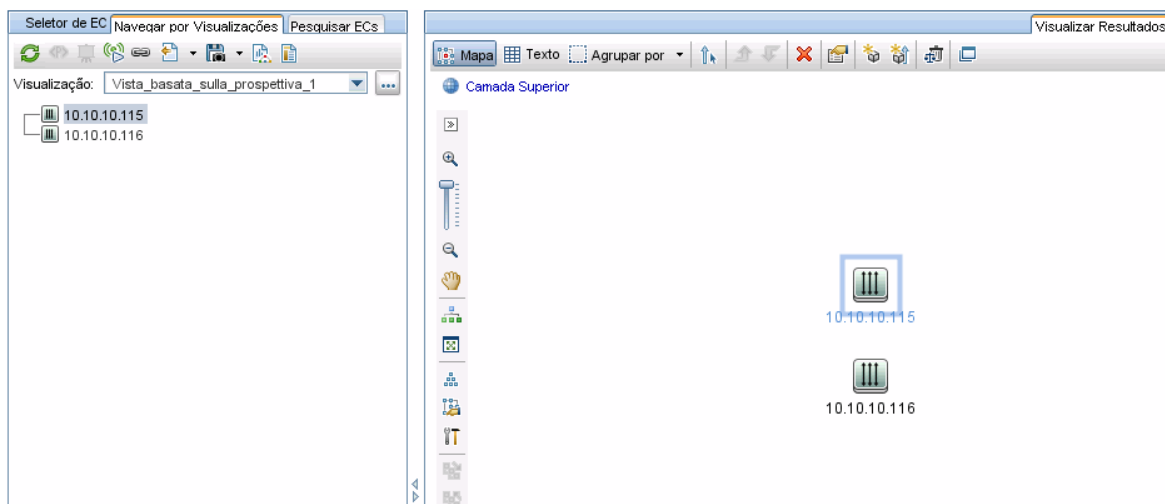 Seletor de EC Navegar por Visualizações Pesquisar ECs
Visualização: Vista_basata_sulla_prospettiva_1 ...
10.10.10.115
10.10.10.116
Visualizar Resultados
Mapa Texto Agrupar por
Camada Superior
10.10.10.115
10.10.10.116